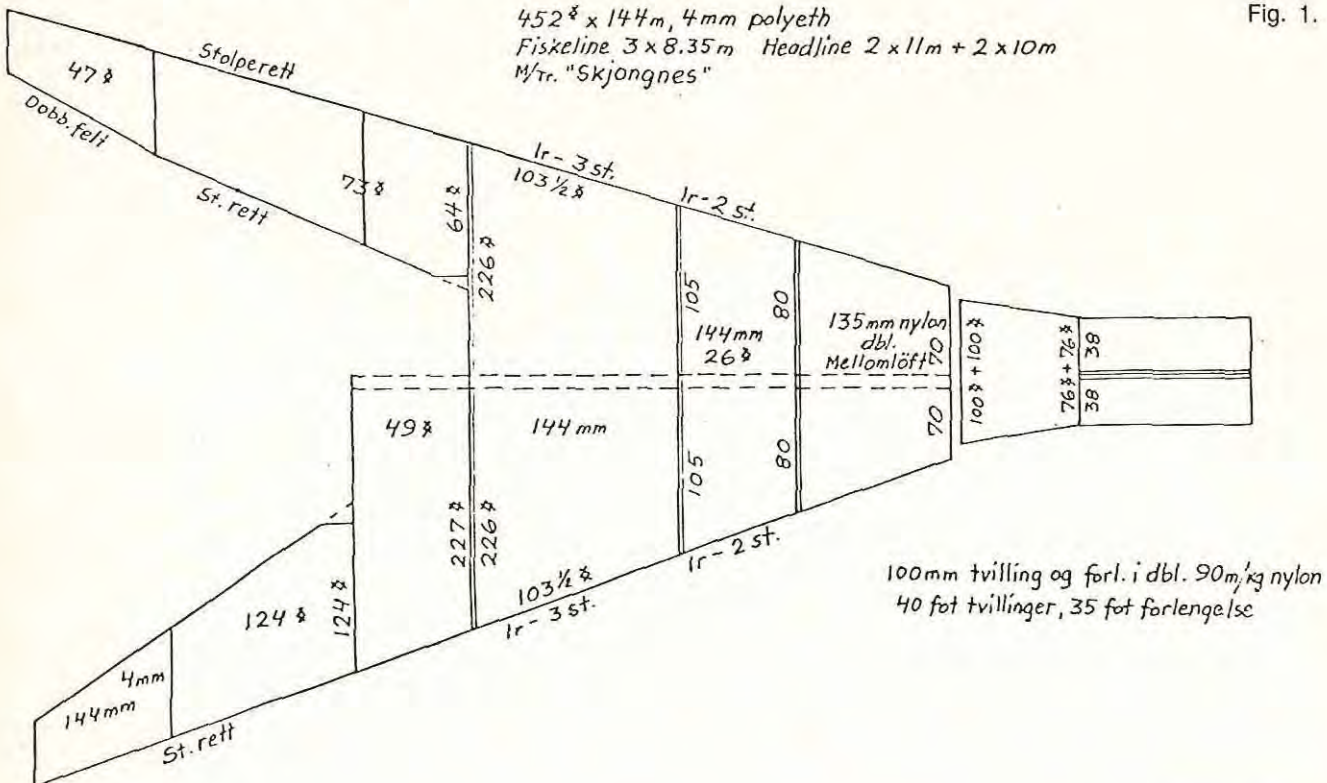 452 x 144m, 4mm polyeth
Fig. 1.
Fiskeline 3 x 8.35m Headline 2 x 11m + 2 x 10m
M/Tr. "Skjongnes"
47
Stolperett
Dobb.felt
St. rett
73
64
226
1r - 3 st.
103 ½
1r - 2 st.
105
80
144mm
26
135mm nylon
dbl.
Mellomlöft
70
100 + 100
76 + 76
38
38
49
144 mm
227
226
105
80
70
103 ½
1r - 3 st.
1r - 2 st.
124
124
4mm
144mm
St. rett
100mm tvilling og forl. i dbl. 90m/kg nylon
40 fot tvillinger, 35 fot forlengelse